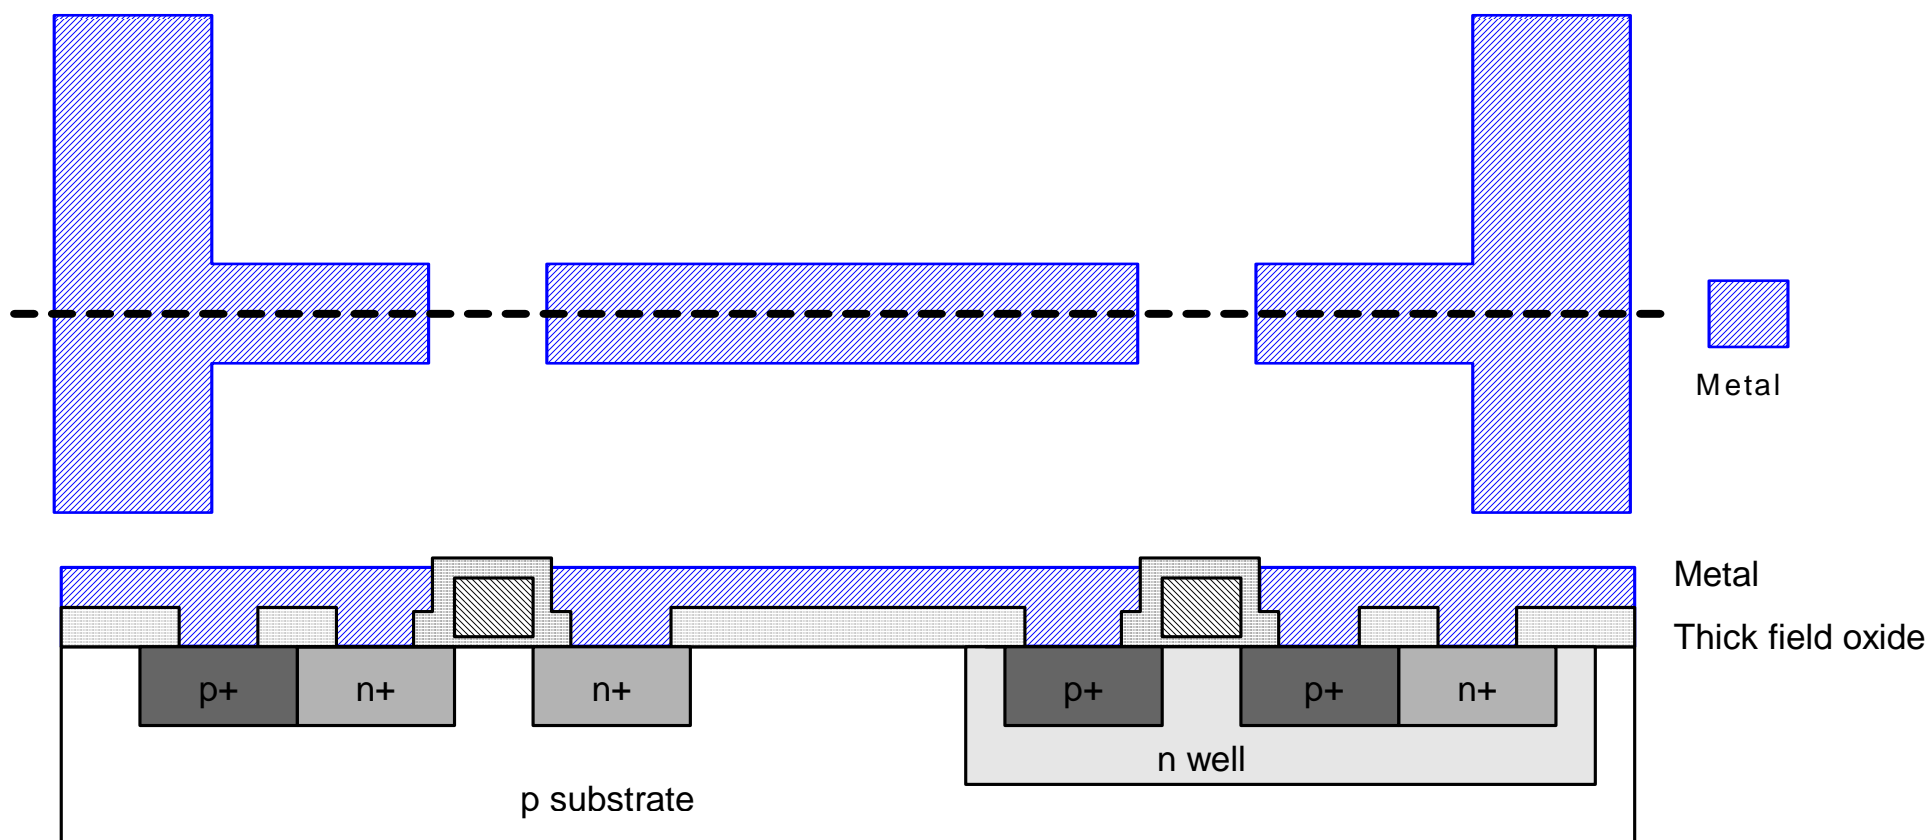 Metal
Metal
Thick field oxide
p+
n+
n+
p+
p+
n+
n well
p substrate